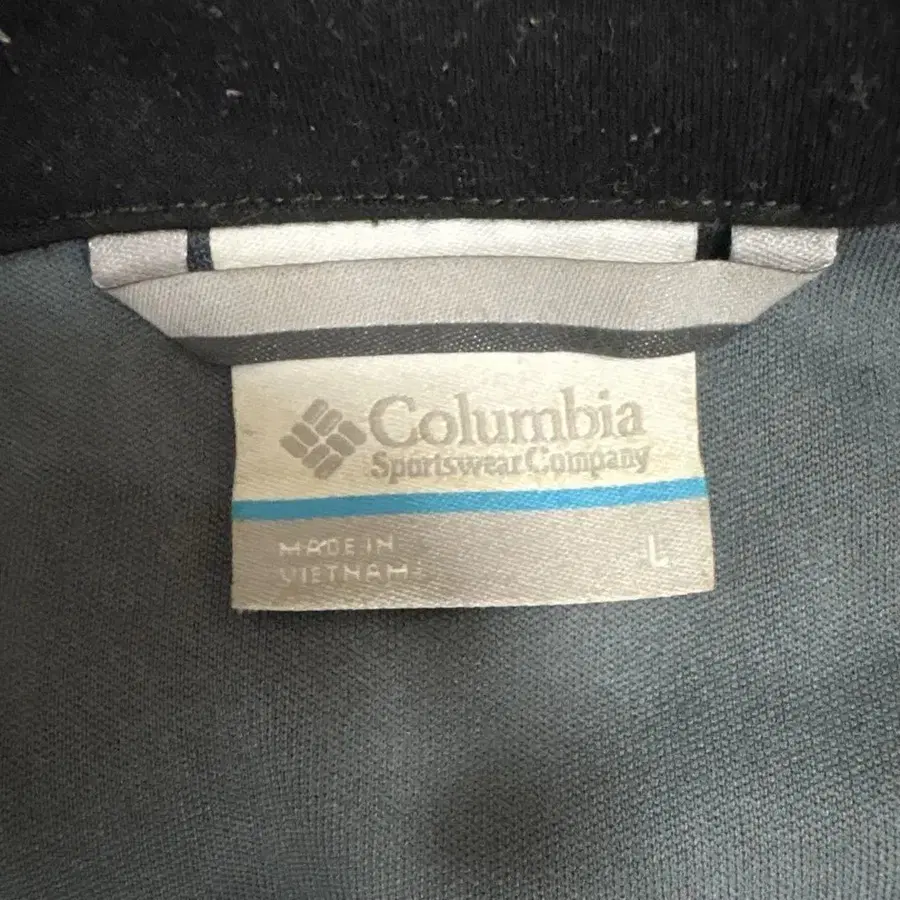 Columbia
Sportswear Company
MADE IN
VIETNAM
L